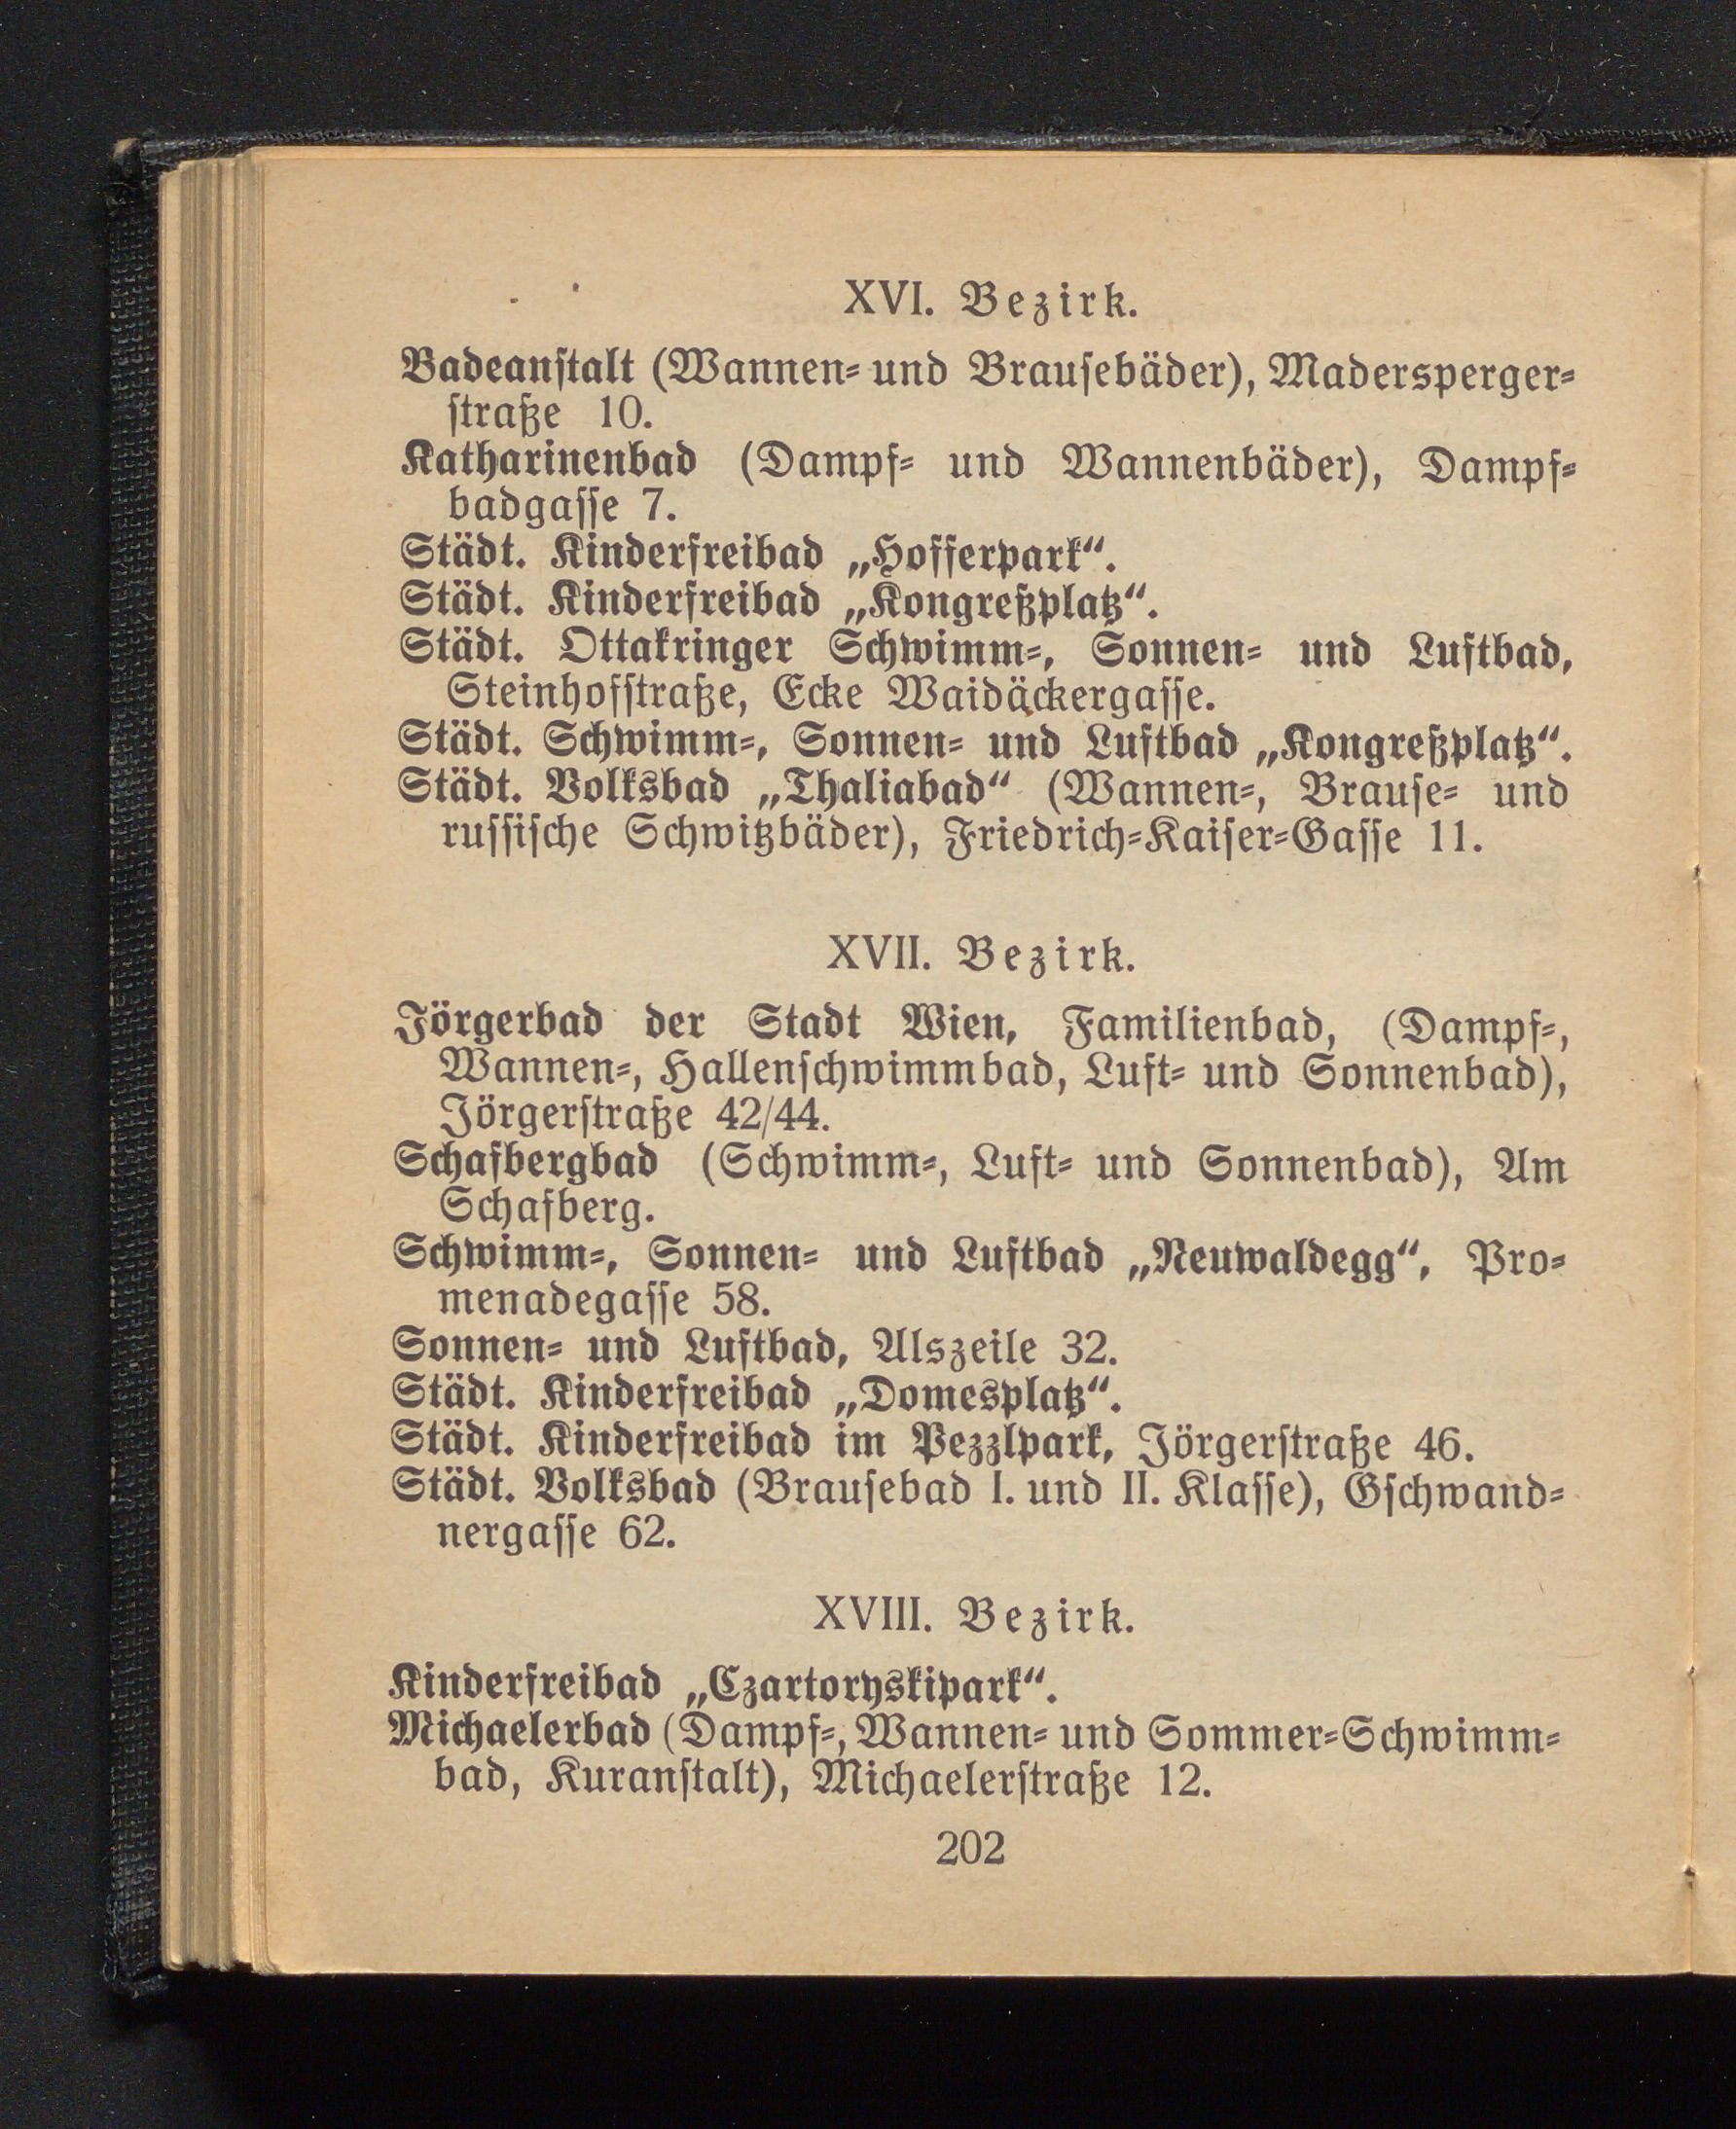 XVI. Bezirk.
Badeanstalt (Wannen- und Brausebäder), Madersperger-
straße 10.
Katharinenbad (Dampf- und Wannenbäder), Dampf-
badgasse 7.
Städt. Kinderfreibad „Hofferpark“.
Städt. Kinderfreibad „Kongreßplatz“.
Städt. Ottakringer Schwimm-, Sonnen- und Luftbad,
Steinhofstraße, Ecke Waidäckergasse.
Städt. Schwimm-, Sonnen- und Luftbad „Kongreßplatz“.
Städt. Volksbad „Thaliabad“ (Wannen-, Brause- und
russische Schwitzbäder), Friedrich-Kaiser-Gasse 11.
XVII. Bezirk.
Jörgerbad der Stadt Wien, Familienbad, (Dampf-,
Wannen-, Hallenschwimmbad, Luft- und Sonnenbad),
Jörgerstraße 42/44.
Schafbergbad (Schwimm-, Luft- und Sonnenbad), Am
Schafberg.
Schwimm-, Sonnen- und Luftbad „Neuwaldegg“, Pro-
menadegasse 58.
Sonnen- und Luftbad, Alszeile 32.
Städt. Kinderfreibad „Domesplatz“.
Städt. Kinderfreibad im Pezzlpark, Jörgerstraße 46.
Städt. Volksbad (Brausebad I. und II. Klasse), Gschwand-
nergasse 62.
XVIII. Bezirk.
Kinderfreibad „Czartoryskipark“.
Michaelerbad (Dampf-, Wannen- und Sommer-Schwimm-
bad, Kuranstalt), Michaelerstraße 12.
202